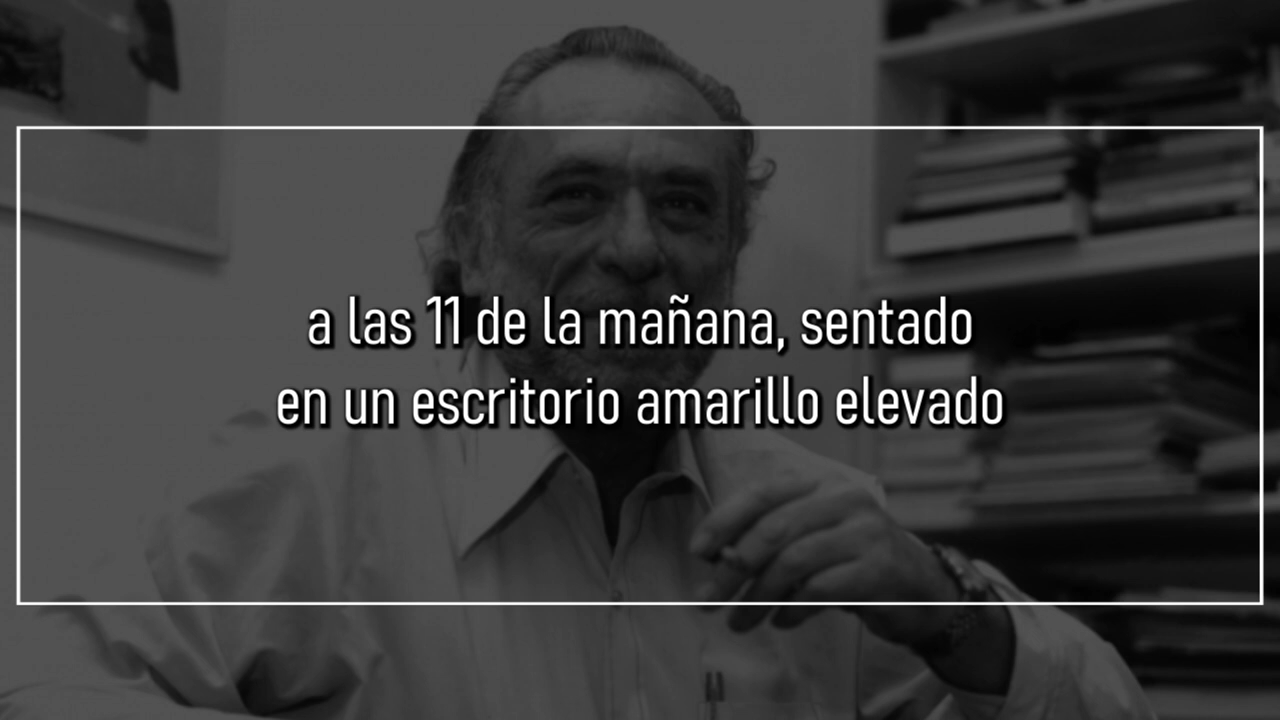 a las 11 de la mañana, sentado
en un escritorio amarillo elevado